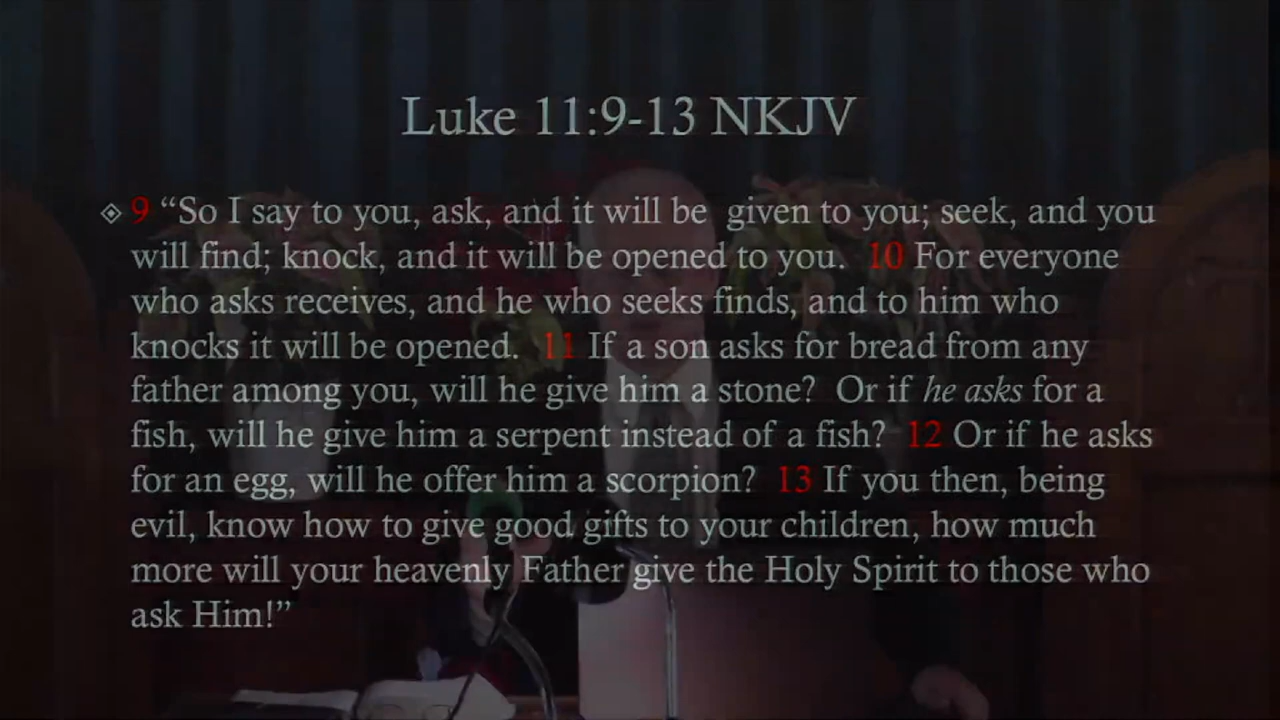 Luke 11:9-13 NKJV
9 “So I say to you, ask, and it will be given to you; seek, and you
will find; knock, and it will be opened to you. 10 For everyone
who asks receives, and he who seeks finds, and to him who
knocks it will be opened. 11 If a son asks for bread from any
father among you, will he give him a stone? Or if he asks for a
fish, will he give him a serpent instead of a fish? 12 Or if he asks
for an egg, will he offer him a scorpion? 13 If you then, being
evil, know how to give good gifts to your children, how much
more will your heavenly Father give the Holy Spirit to those who
ask Him!”